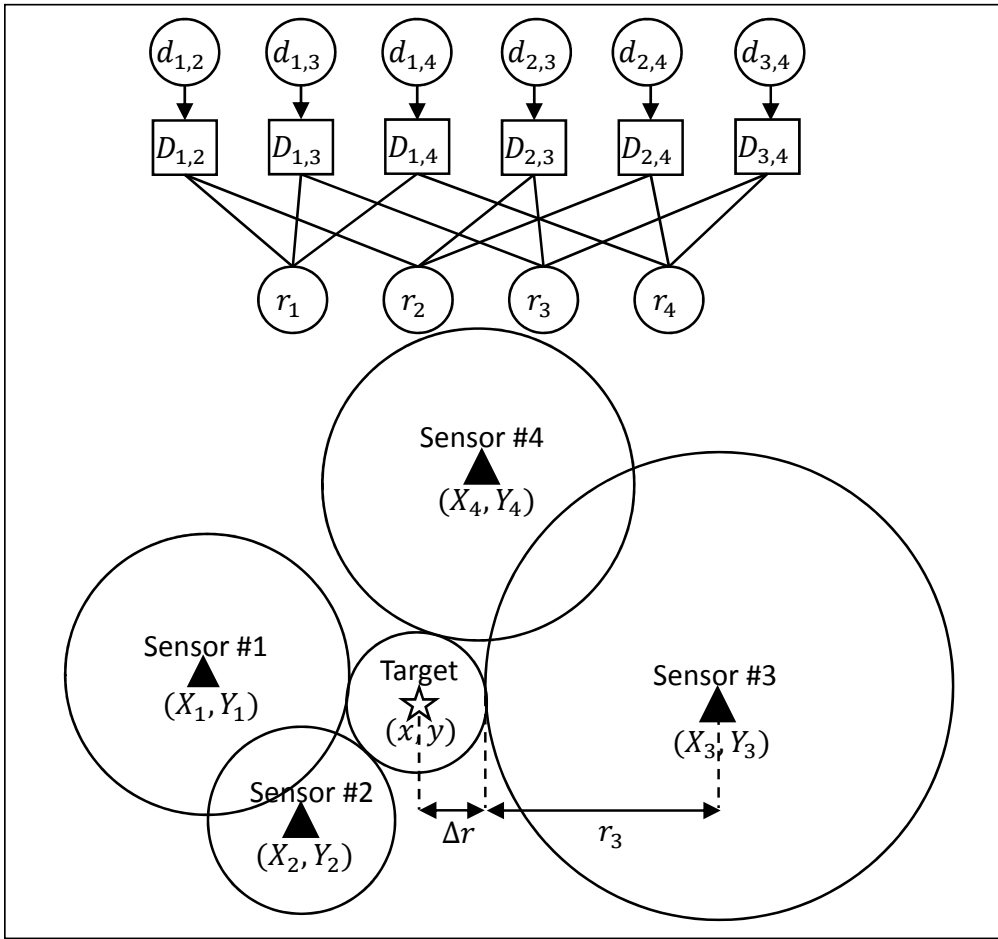 d₁,₂ d₁,₃ d₁,₄ d₂,₃ d₂,₄ d₃,₄
D₁,₂ D₁,₃ D₁,₄ D₂,₃ D₂,₄ D₃,₄
r₁ r₂ r₃ r₄
Sensor #4
(X₄, Y₄)
Sensor #1
(X₁, Y₁)
Target
(x, y)
Sensor #3
(X₃, Y₃)
Sensor #2
(X₂, Y₂)
Δr
r₃